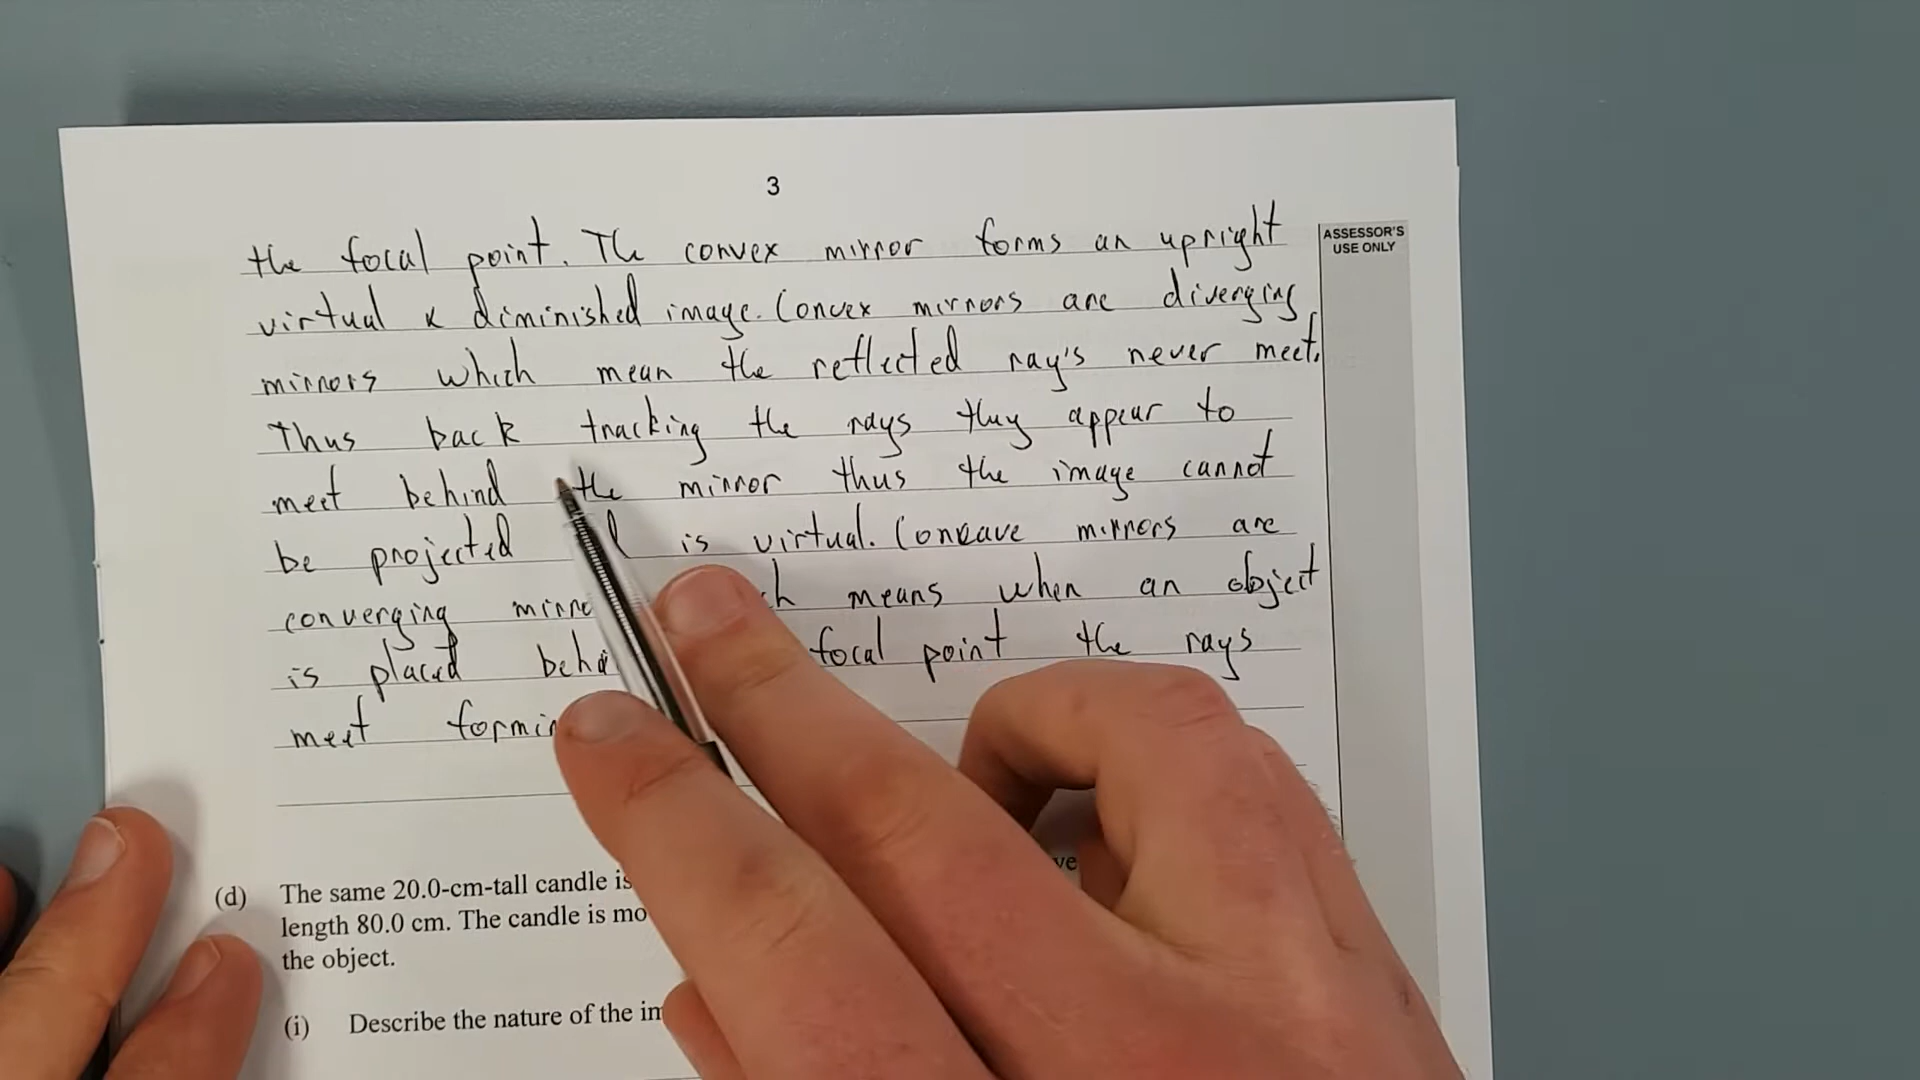 3
the focal point. The convex mirror forms an upright
ASSESSOR'S
USE ONLY
virtual & diminished image. Convex mirrors are diverging
mirrors which mean the reflected ray's never meet.
Thus back tracking the rays they appear to
meet behind the mirror thus the image cannot
be projected is virtual. Concave mirrors are
converging means when an object
is placed focal point the rays
meet
(d) The same 20.0-cm-tall candle is
length 80.0 cm. The candle is
the object.
(i) Describe the nature of the